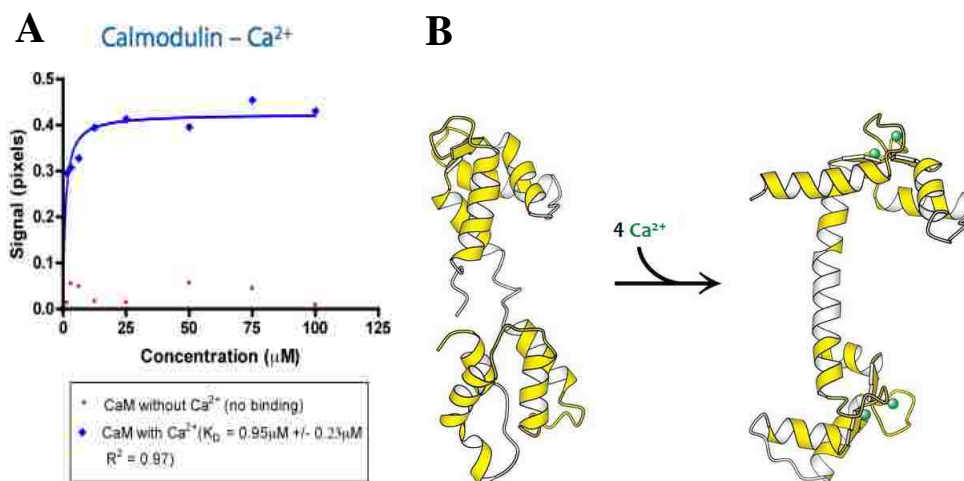 A
B
Calmodulin – Ca²⁺
0.5
0.4
0.3
0.2
0.1
0.0
Signal (pixels)
0 25 50 75 100 125
Concentration (μM)
CaM without Ca²⁺ (no binding)
CaM with Ca²⁺(K_D = 0.95μM +/- 0.23μM
R² = 0.97)
4 Ca²⁺